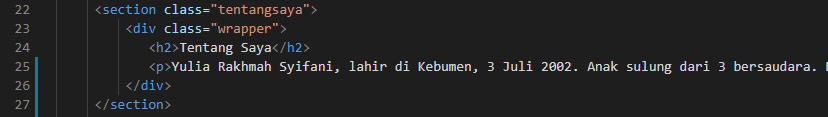 22 <section class="tentangsaya">
23 <div class="wrapper">
24 <h2>Tentang Saya</h2>
25 <p>Yulia Rakhmah Syifani, lahir di Kebumen, 3 Juli 2002. Anak sulung dari 3 bersaudara.
26 </div>
27 </section>